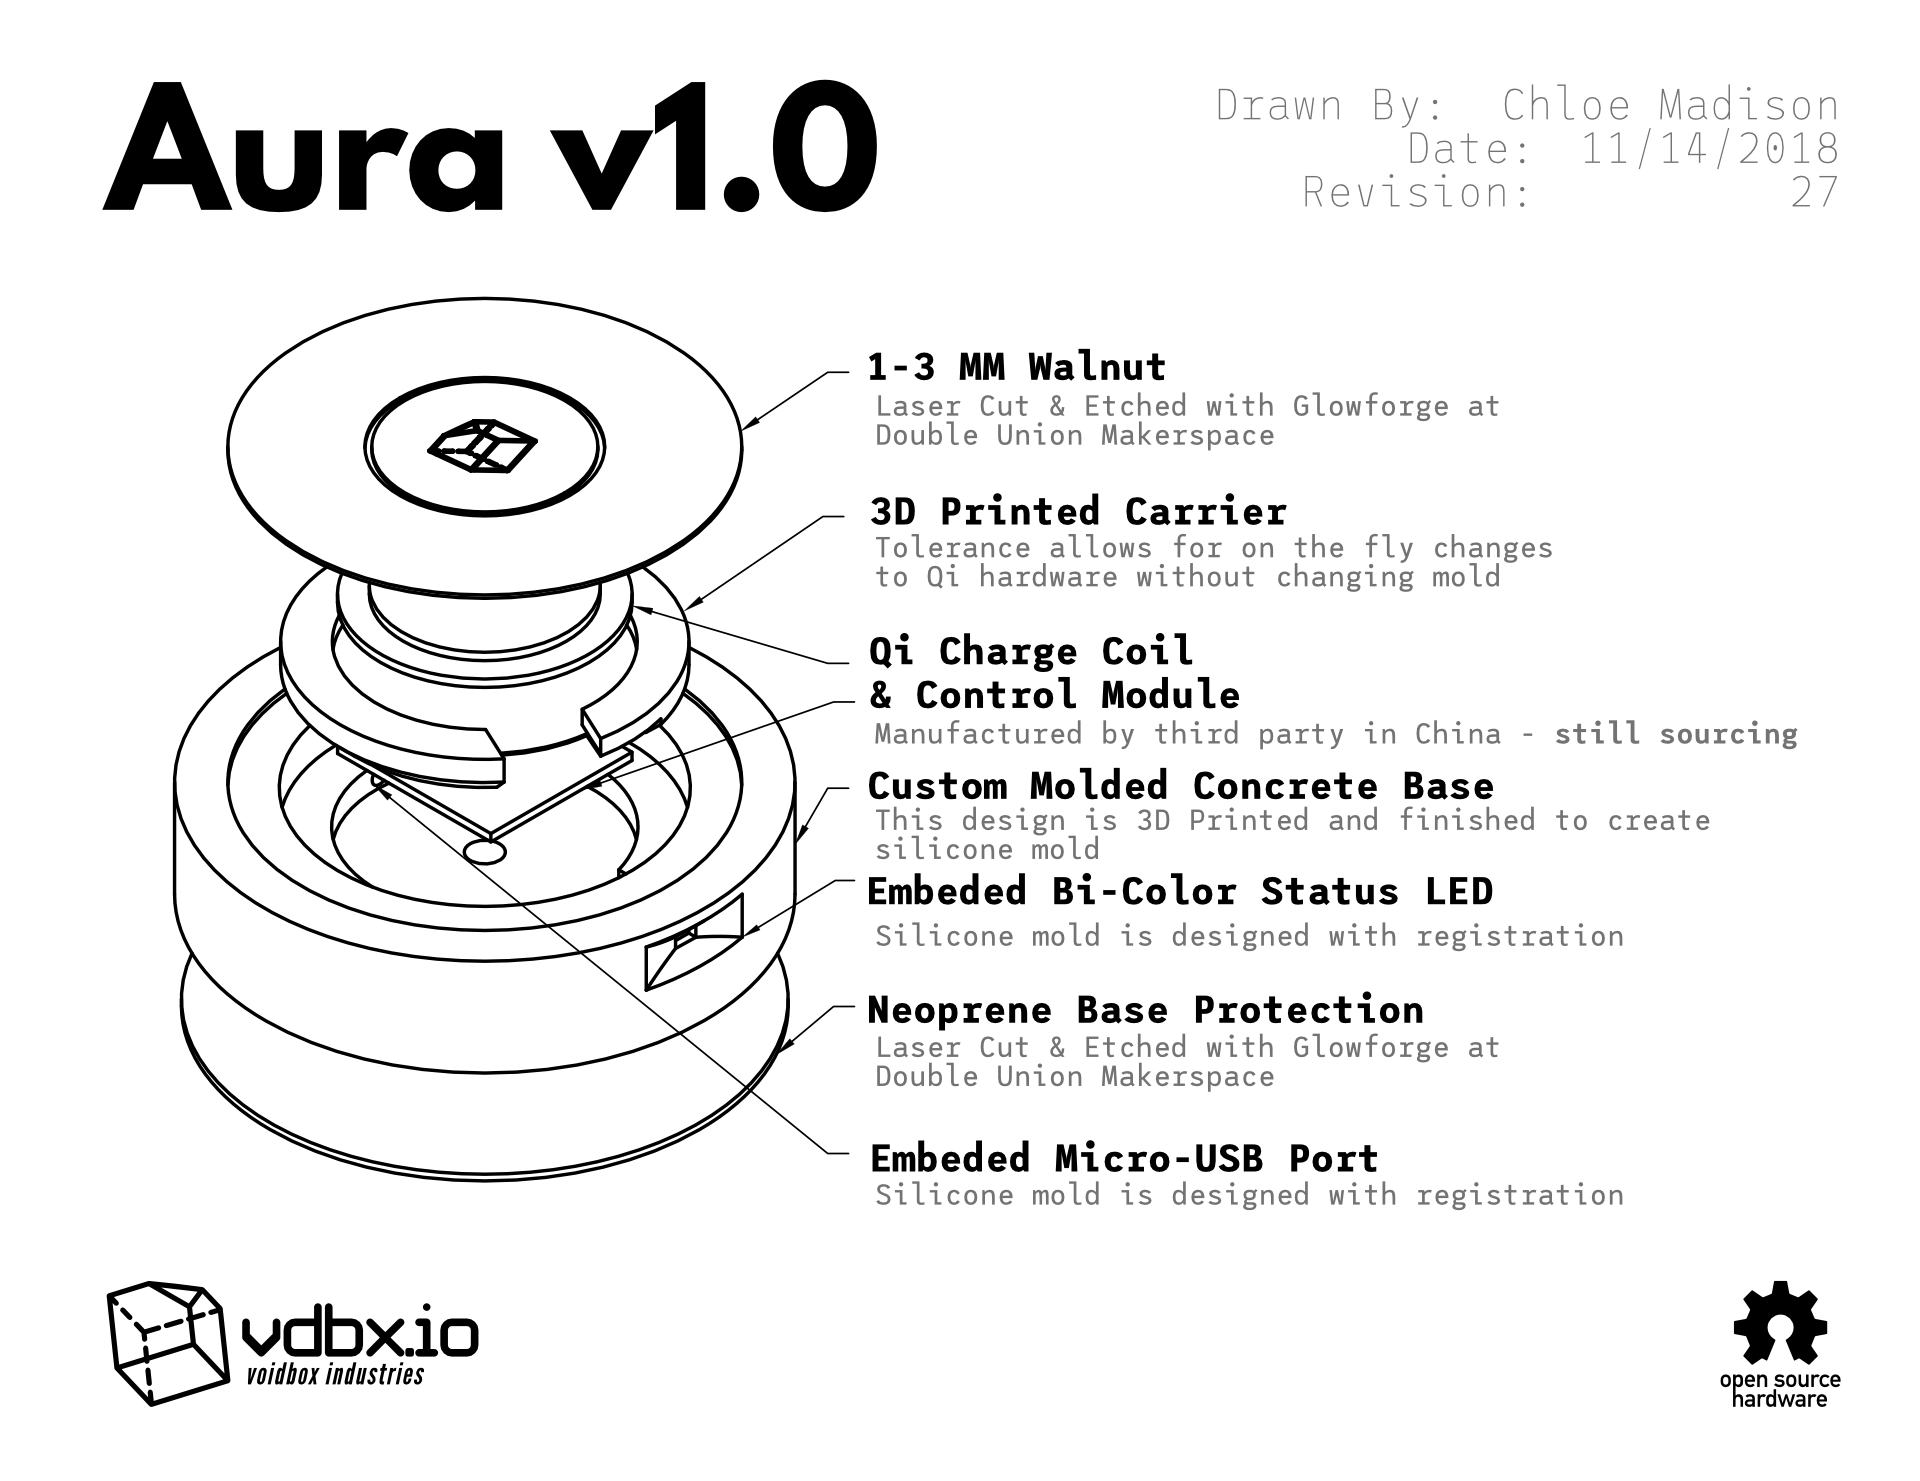 Aura v1.0
Drawn By: Chloe Madison
Date: 11/14/2018
Revision: 27
1-3 MM Walnut
Laser Cut & Etched with Glowforge at
Double Union Makerspace
3D Printed Carrier
Tolerance allows for on the fly changes
to Qi hardware without changing mold
Qi Charge Coil
& Control Module
Manufactured by third party in China - still sourcing
Custom Molded Concrete Base
This design is 3D Printed and finished to create
silicone mold
Embeded Bi-Color Status LED
Silicone mold is designed with registration
Neoprene Base Protection
Laser Cut & Etched with Glowforge at
Double Union Makerspace
Embeded Micro-USB Port
Silicone mold is designed with registration
vdbx.io
voidbox industries
open source
hardware